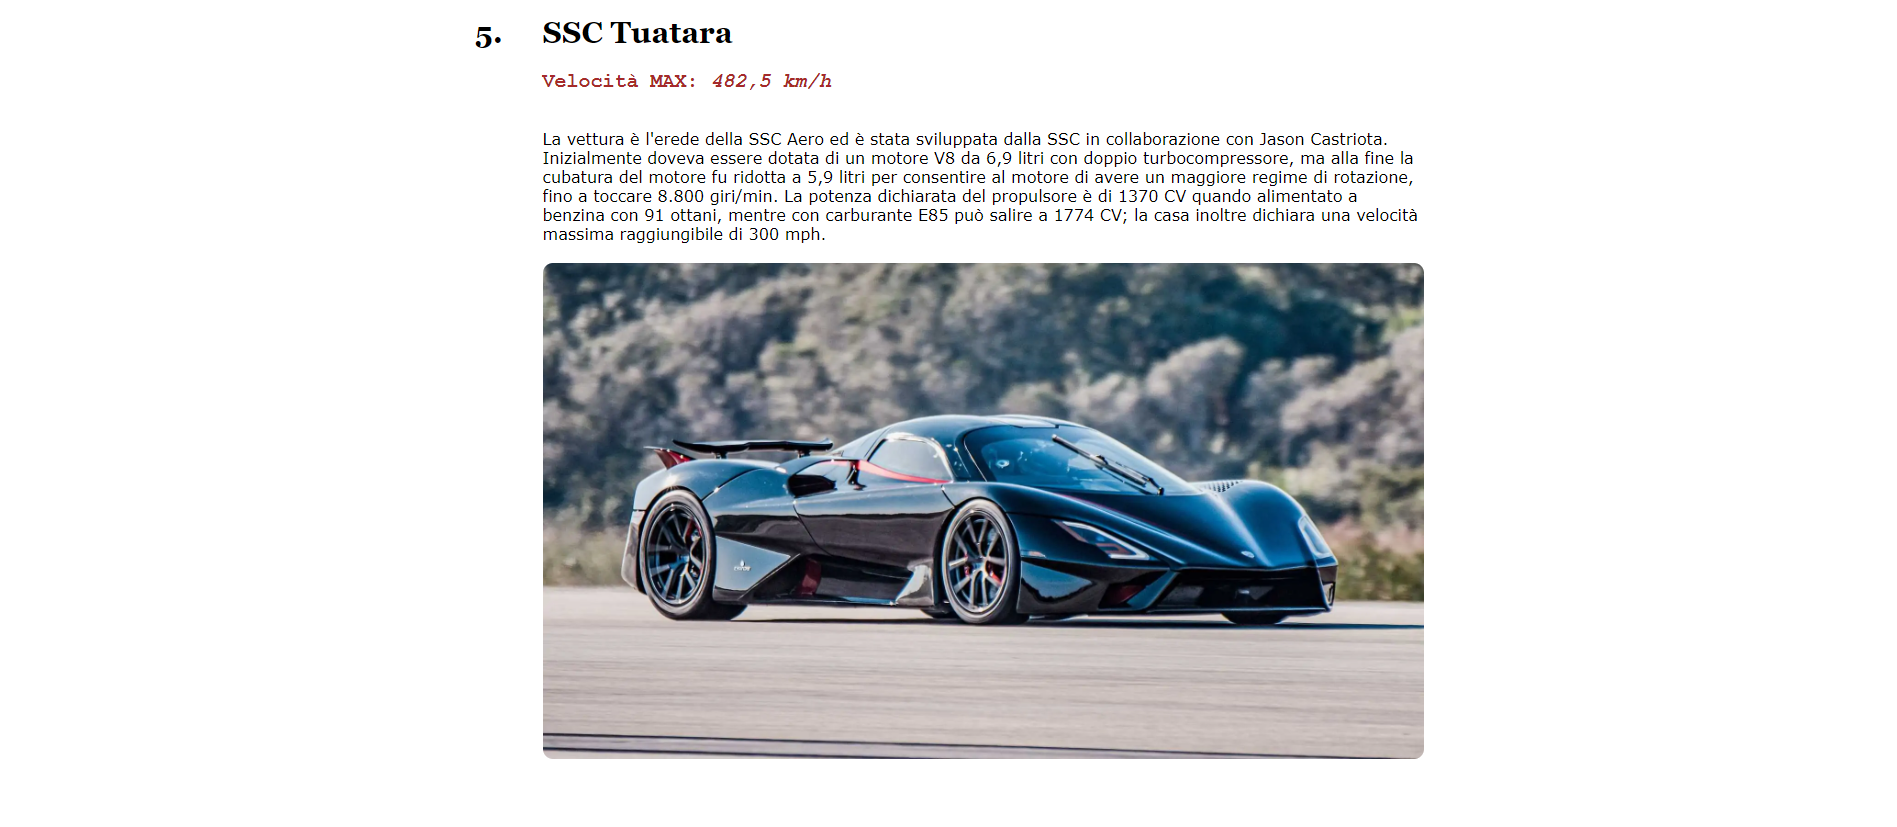 5. SSC Tuatara
Velocità MAX: 482,5 km/h
La vettura è l'erede della SSC Aero ed è stata sviluppata dalla SSC in collaborazione con Jason Castriota.
Inizialmente doveva essere dotata di un motore V8 da 6,9 litri con doppio turbocompressore, ma alla fine la
cubatura del motore fu ridotta a 5,9 litri per consentire al motore di avere un maggiore regime di rotazione,
fino a toccare 8.800 giri/min. La potenza dichiarata del propulsore è di 1370 CV quando alimentato a
benzina con 91 ottani, mentre con carburante E85 può salire a 1774 CV; la casa inoltre dichiara una velocità
massima raggiungibile di 300 mph.